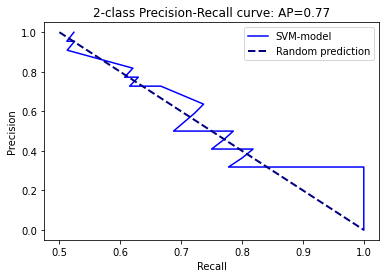 2-class Precision-Recall curve: AP=0.77
SVM-model
Random prediction
Precision
1.0
0.8
0.6
0.4
0.2
0.0
0.5
0.6
0.7
0.8
0.9
1.0
Recall